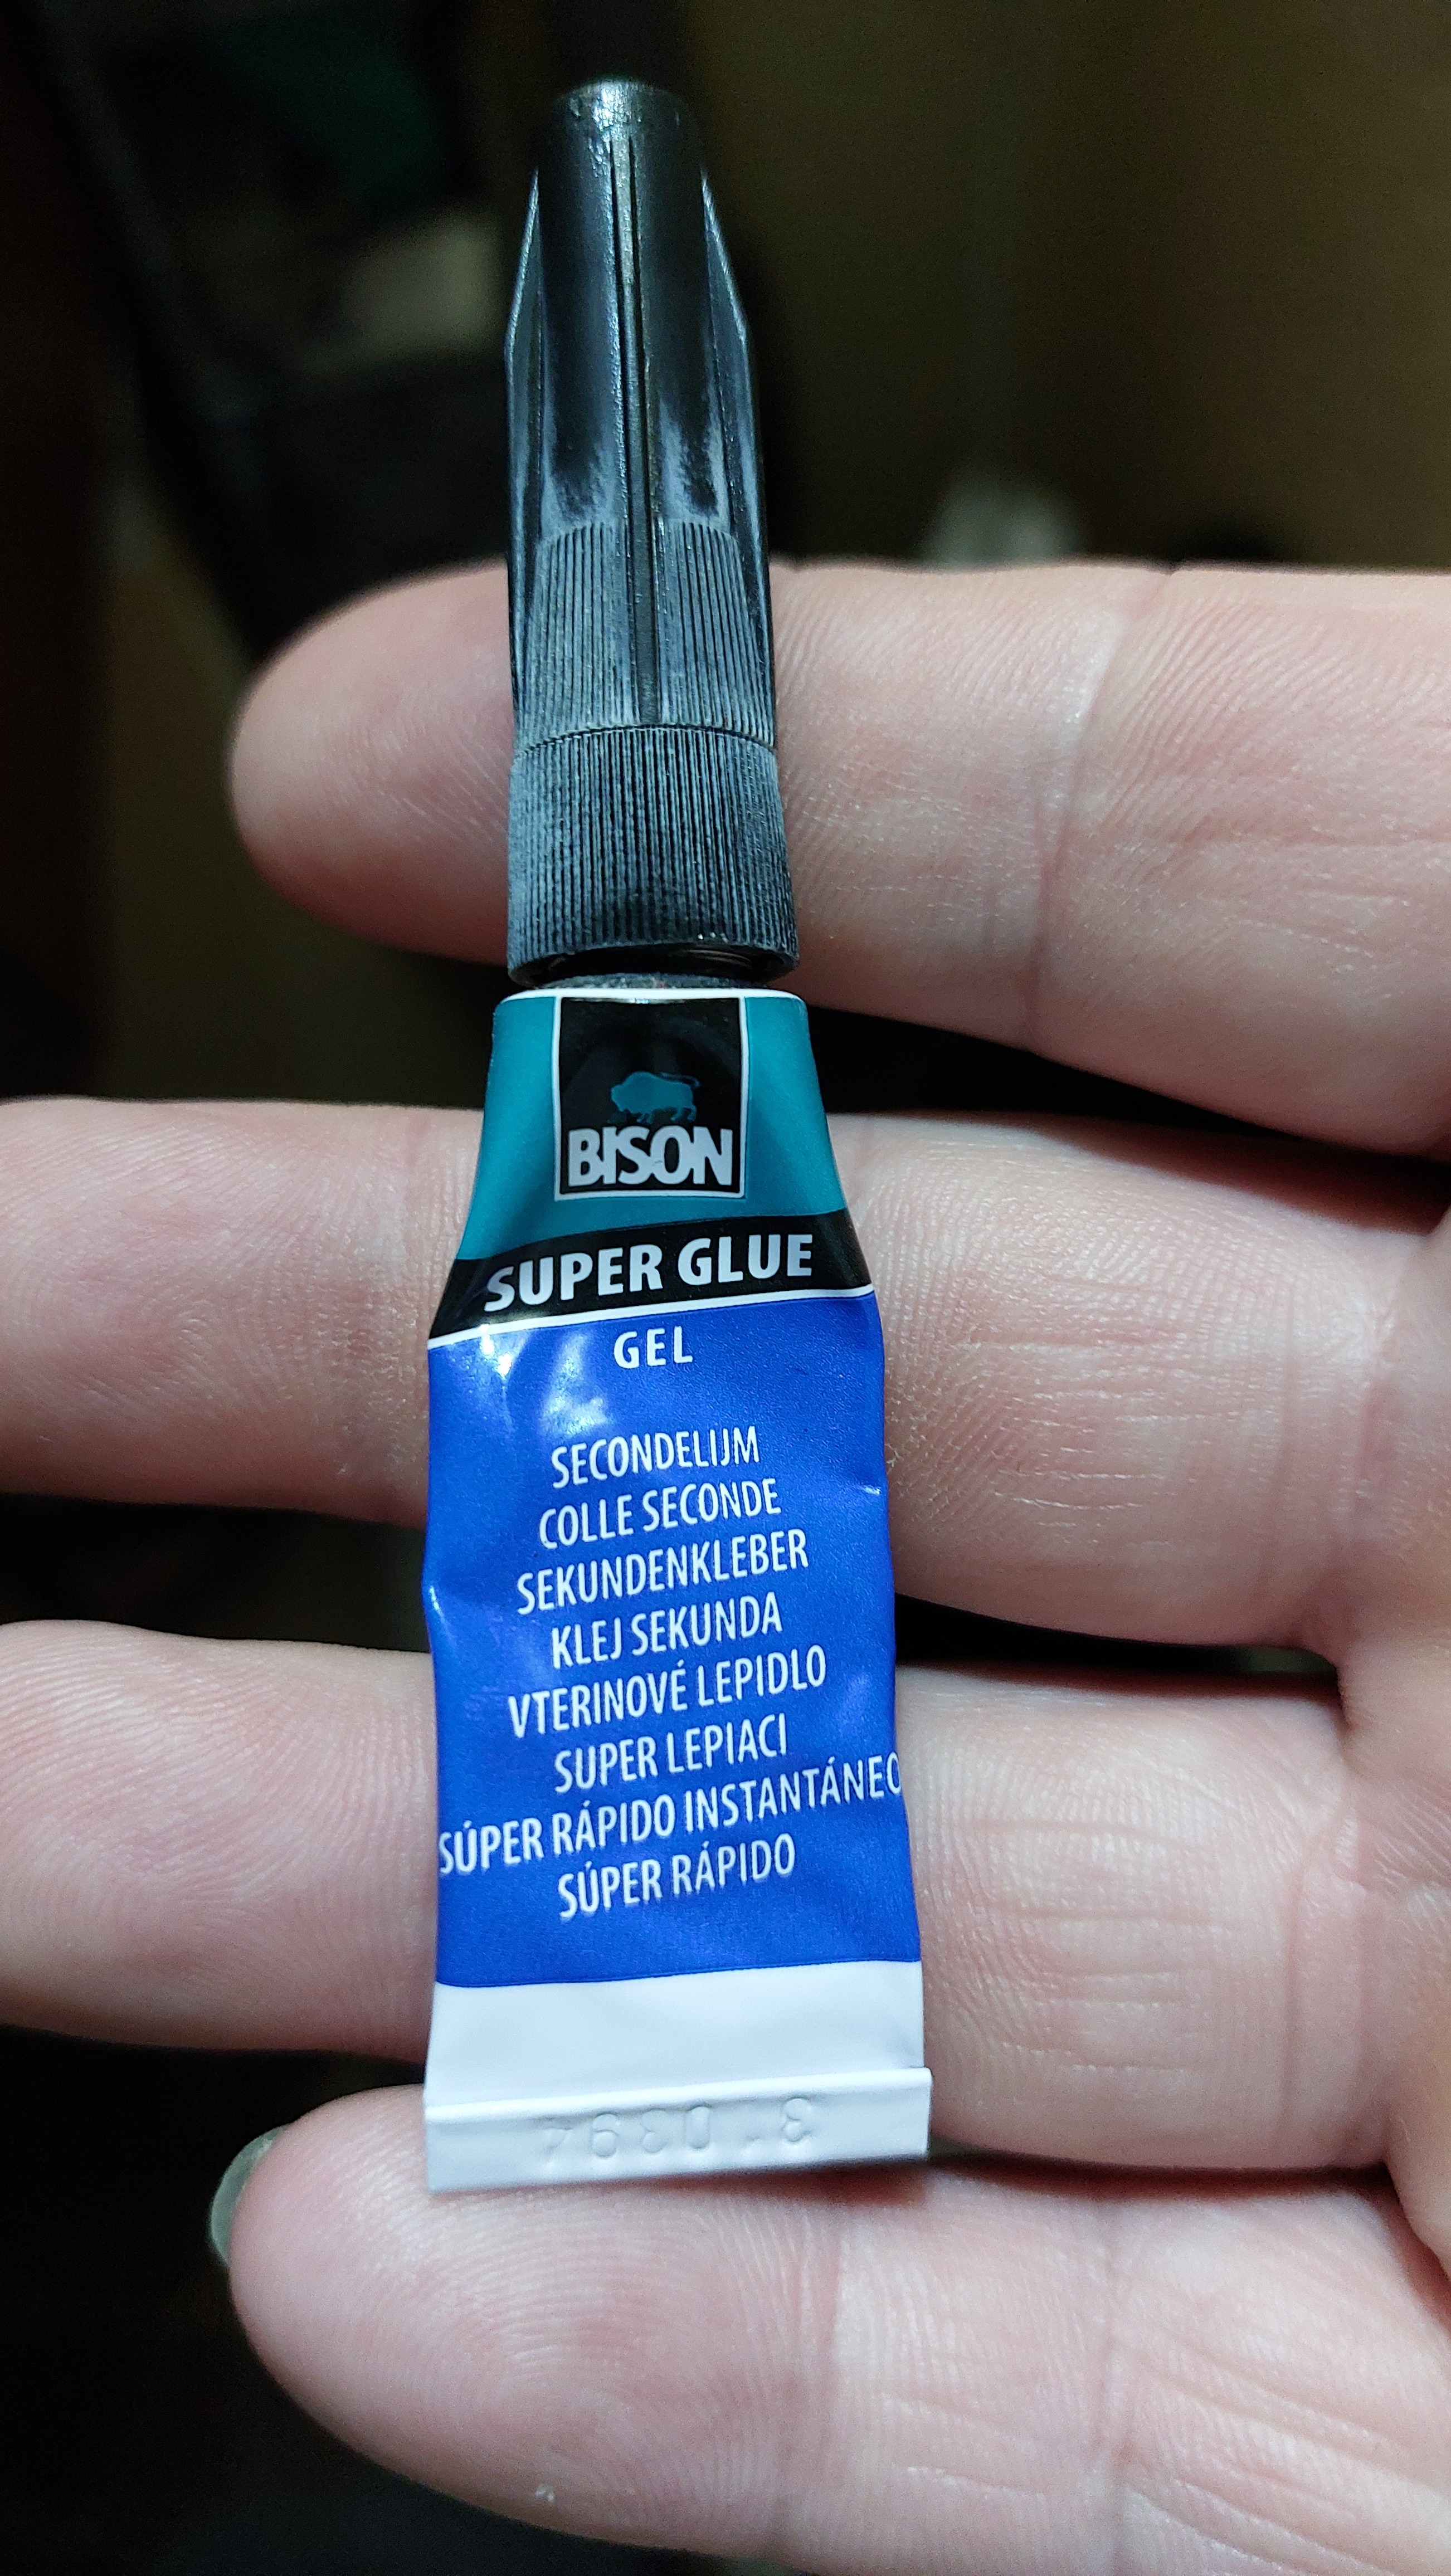 BISON
SUPER GLUE
GEL
SECONDELIJM
COLLE SECONDE
SEKUNDENKLEBER
KLEJ SEKUNDA
VTERINOVÉ LEPIDLO
SUPER LEPIACI
SÚPER RÁPIDO INSTANTÁNEO
SÚPER RÁPIDO